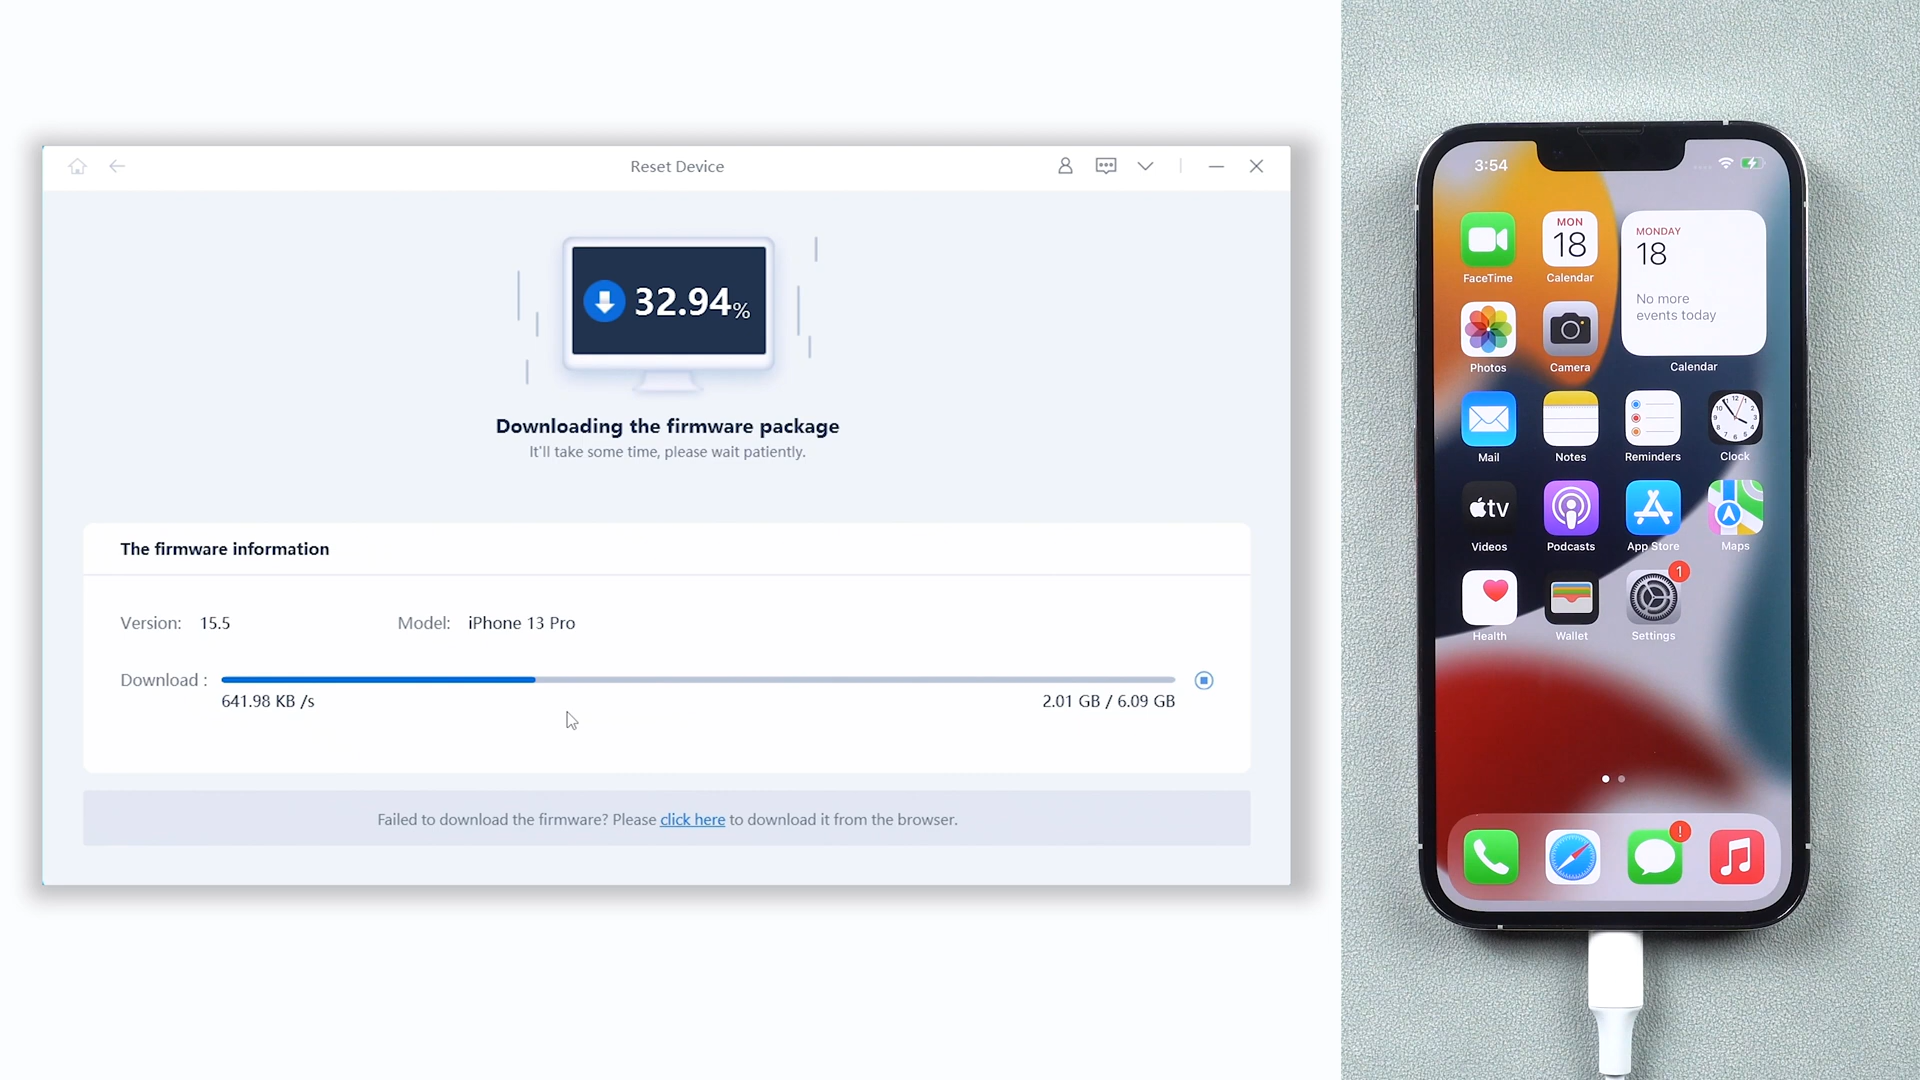 Reset Device
32.94%
Downloading the firmware package
It'll take some time, please wait patiently.
The firmware information
Version: 15.5
Model: iPhone 13 Pro
Download :
641.98 KB /s
2.01 GB / 6.09 GB
Failed to download the firmware? Please click here to download it from the browser.
3:54
MON
18
MONDAY
18
No more
events today
FaceTime
Calendar
Photos
Camera
Calendar
Mail
Notes
Reminders
Clock
tv
Videos
Podcasts
App Store
Maps
1
Health
Wallet
Settings
!